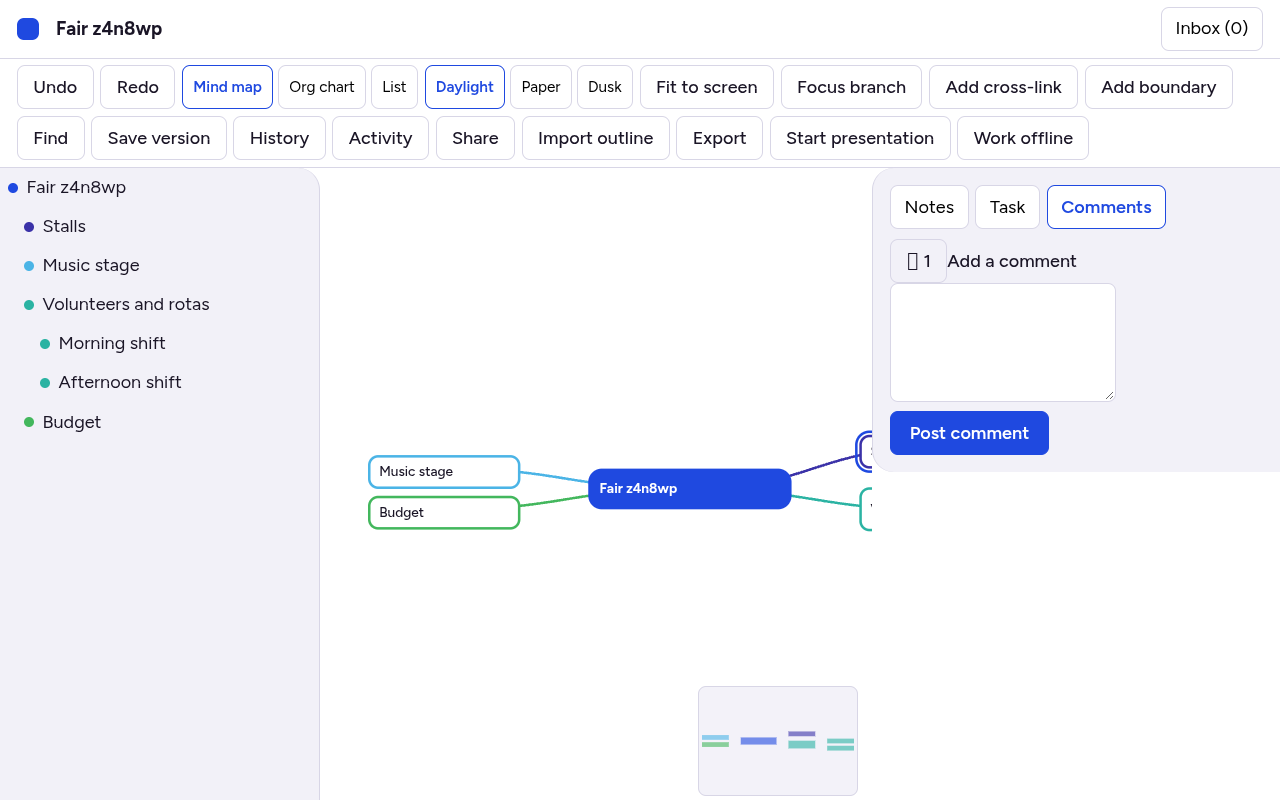 Fair z4n8wp
Inbox (0)
Undo Redo Mind map Org chart List Daylight Paper Dusk Fit to screen Focus branch Add cross-link Add boundary
Find Save version History Activity Share Import outline Export Start presentation Work offline
Fair z4n8wp
Stalls
Music stage
Volunteers and rotas
Morning shift
Afternoon shift
Budget
Music stage
Budget
Fair z4n8wp
Notes Task Comments
1 Add a comment
Post comment